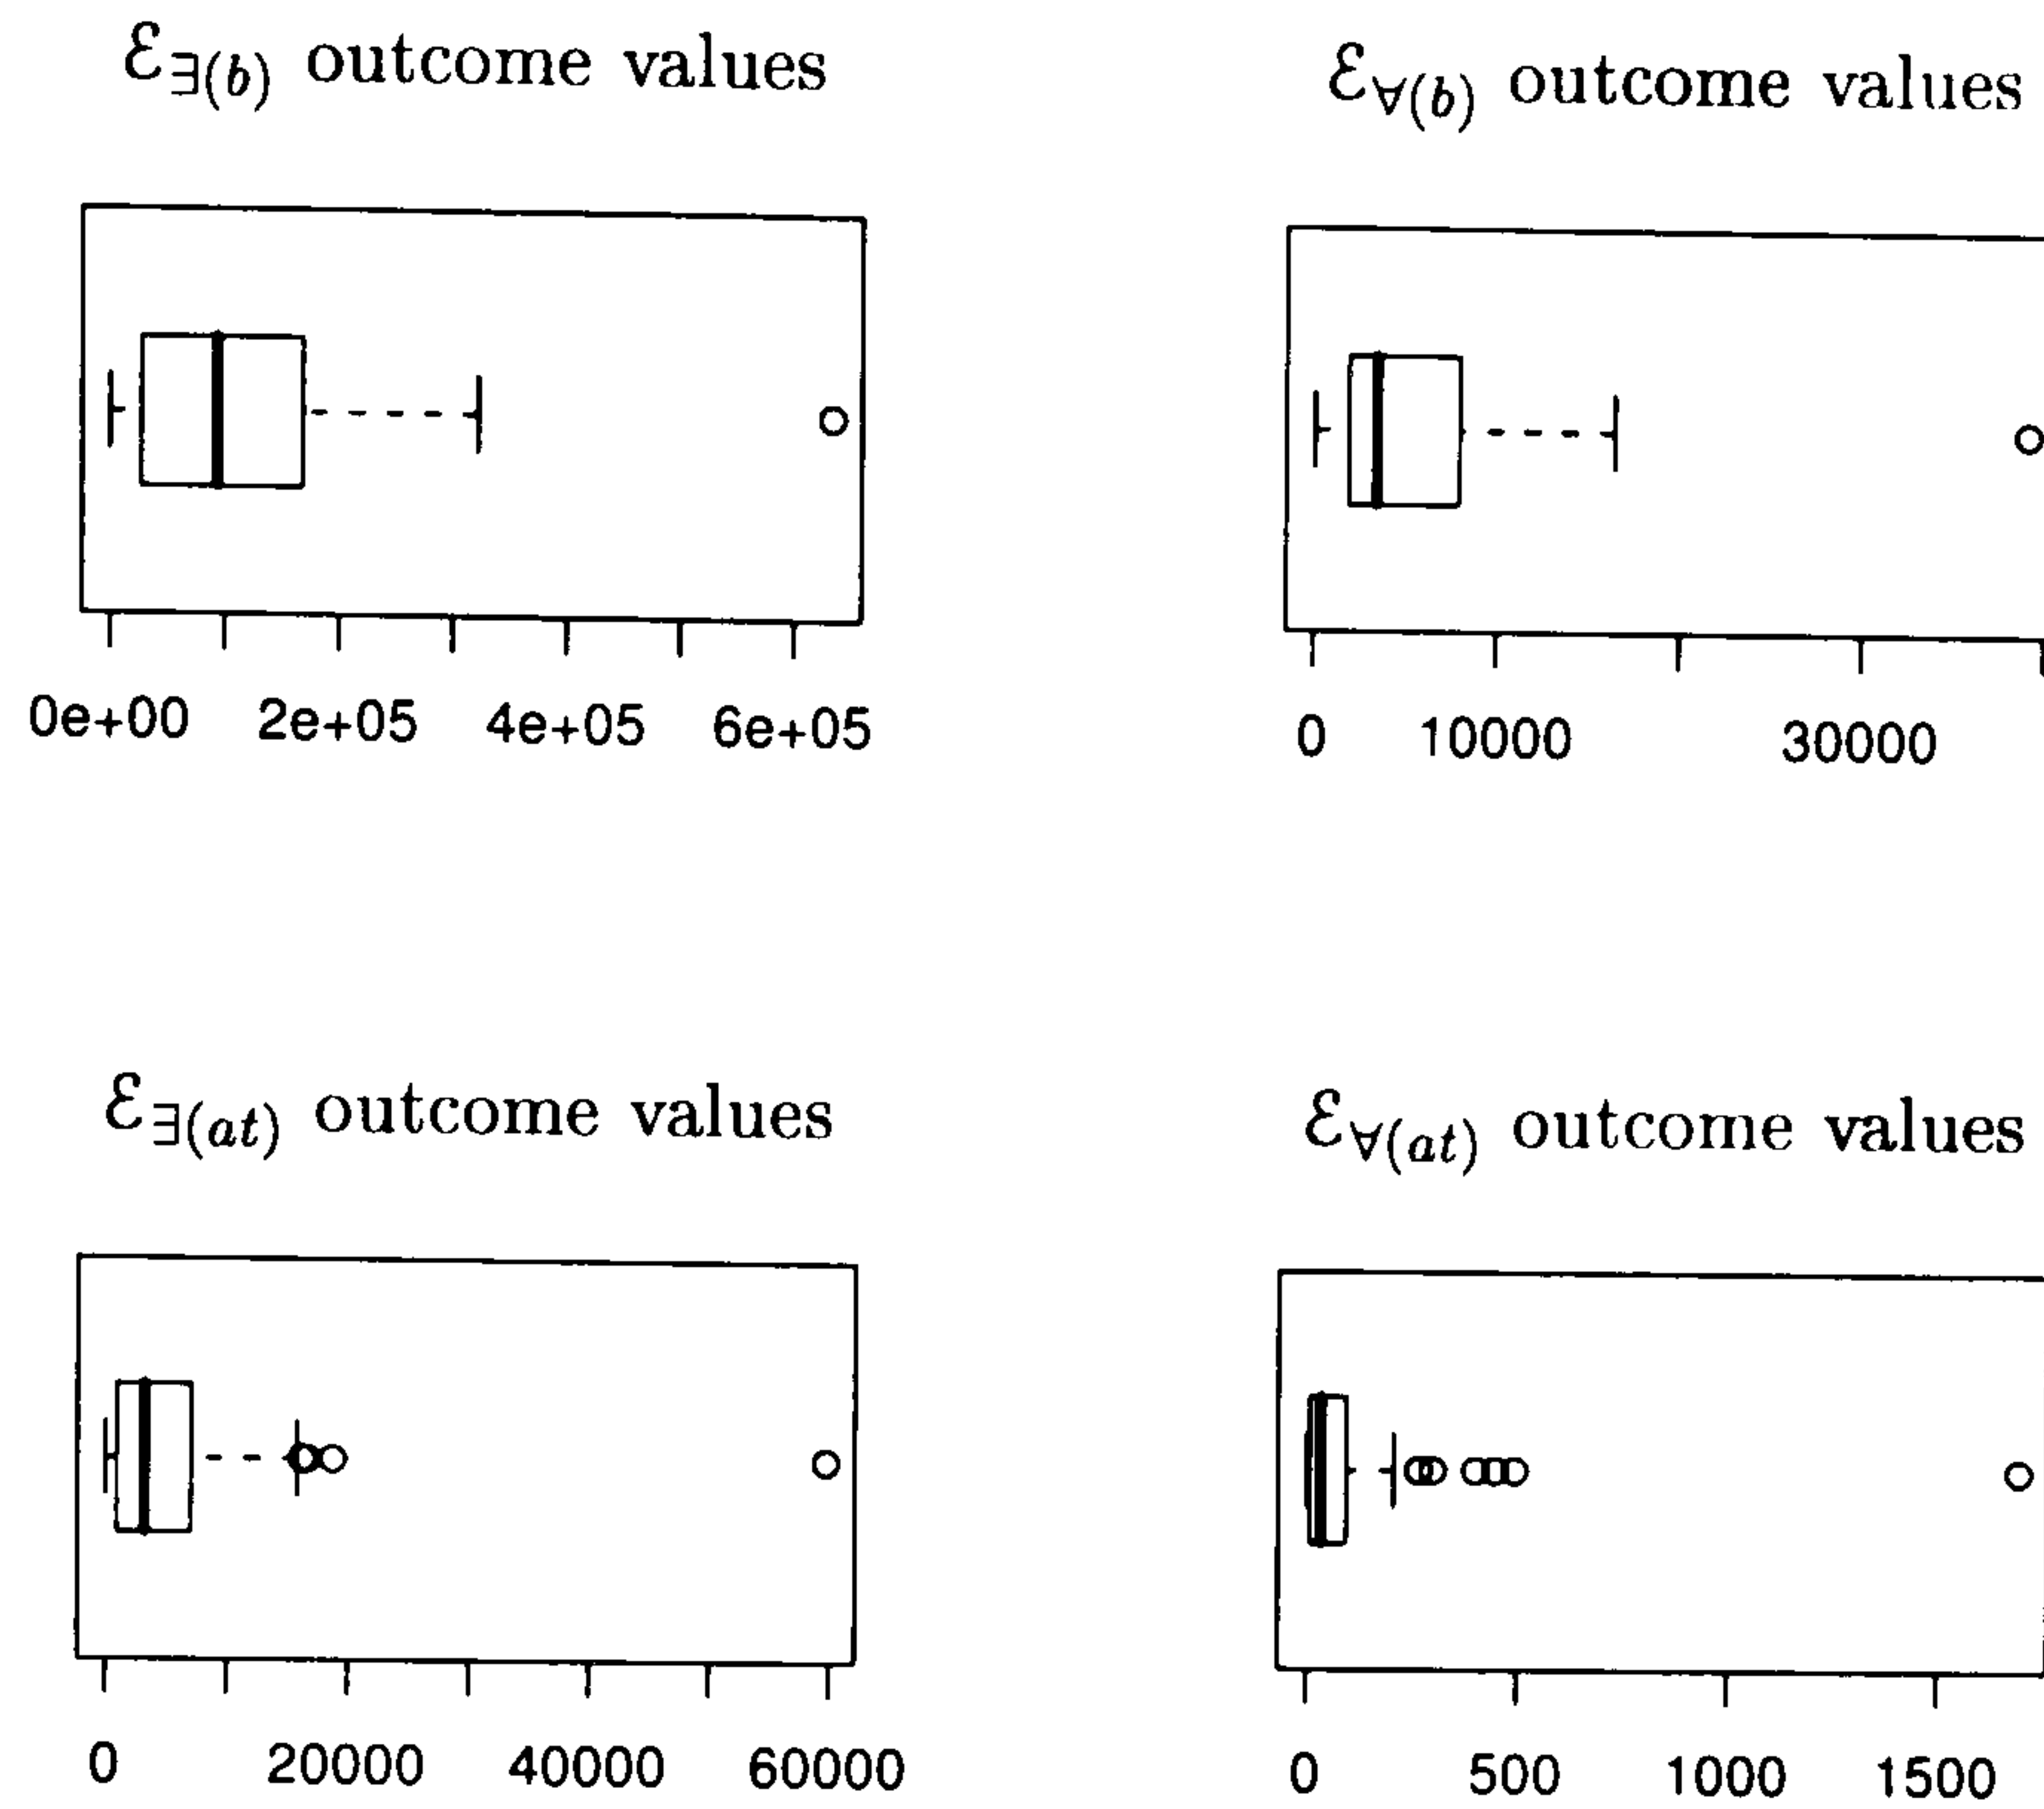 ℰ∃(b) outcome values
ℰ∀(b) outcome values
0e+00 2e+05 4e+05 6e+05
0 10000 30000
ℰ∃(at) outcome values
ℰ∀(at) outcome values
0 20000 40000 60000
0 500 1000 1500